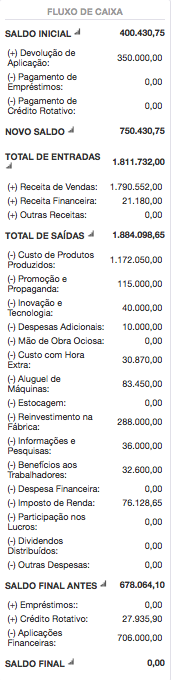 FLUXO DE CAIXA
SALDO INICIAL 400.430,75
(+) Devolução de
Aplicação: 350.000,00
(-) Pagamento de
Empréstimos: 0,00
(-) Pagamento de
Crédito Rotativo: 0,00
NOVO SALDO 750.430,75
TOTAL DE ENTRADAS
1.811.732,00
(+) Receita de Vendas: 1.790.552,00
(+) Receita Financeira: 21.180,00
(+) Outras Receitas: 0,00
TOTAL DE SAÍDAS 1.884.098,65
(-) Custo de Produtos
Produzidos: 1.172.050,00
(-) Promoção e
Propaganda: 115.000,00
(-) Inovação e
Tecnologia: 40.000,00
(-) Despesas Adicionais: 10.000,00
(-) Mão de Obra Ociosa: 0,00
(-) Custo com Hora
Extra: 30.870,00
(-) Aluguel de
Máquinas: 83.450,00
(-) Estocagem: 0,00
(-) Reinvestimento na
Fábrica: 288.000,00
(-) Informações e
Pesquisas: 36.000,00
(-) Benefícios aos
Trabalhadores: 32.600,00
(-) Despesa Financeira: 0,00
(-) Imposto de Renda: 76.128,65
(-) Participação nos
Lucros: 0,00
(-) Dividendos
Distribuídos: 0,00
(-) Outras Despesas: 0,00
SALDO FINAL ANTES 678.064,10
(+) Empréstimos:: 0,00
(+) Crédito Rotativo: 27.935,90
(-) Aplicações
Financeiras: 706.000,00
SALDO FINAL 0,00